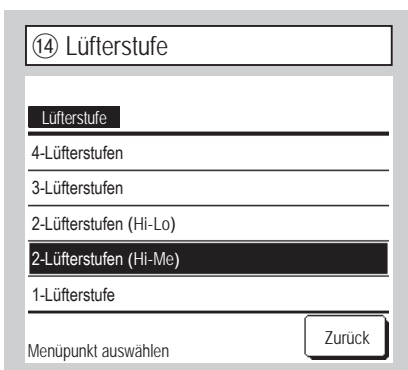 ⑭ Lüfterstufe
Lüfterstufe
4-Lüfterstufen
3-Lüfterstufen
2-Lüfterstufen (Hi-Lo)
2-Lüfterstufen (Hi-Me)
1-Lüfterstufe
Menüpunkt auswählen
Zurück